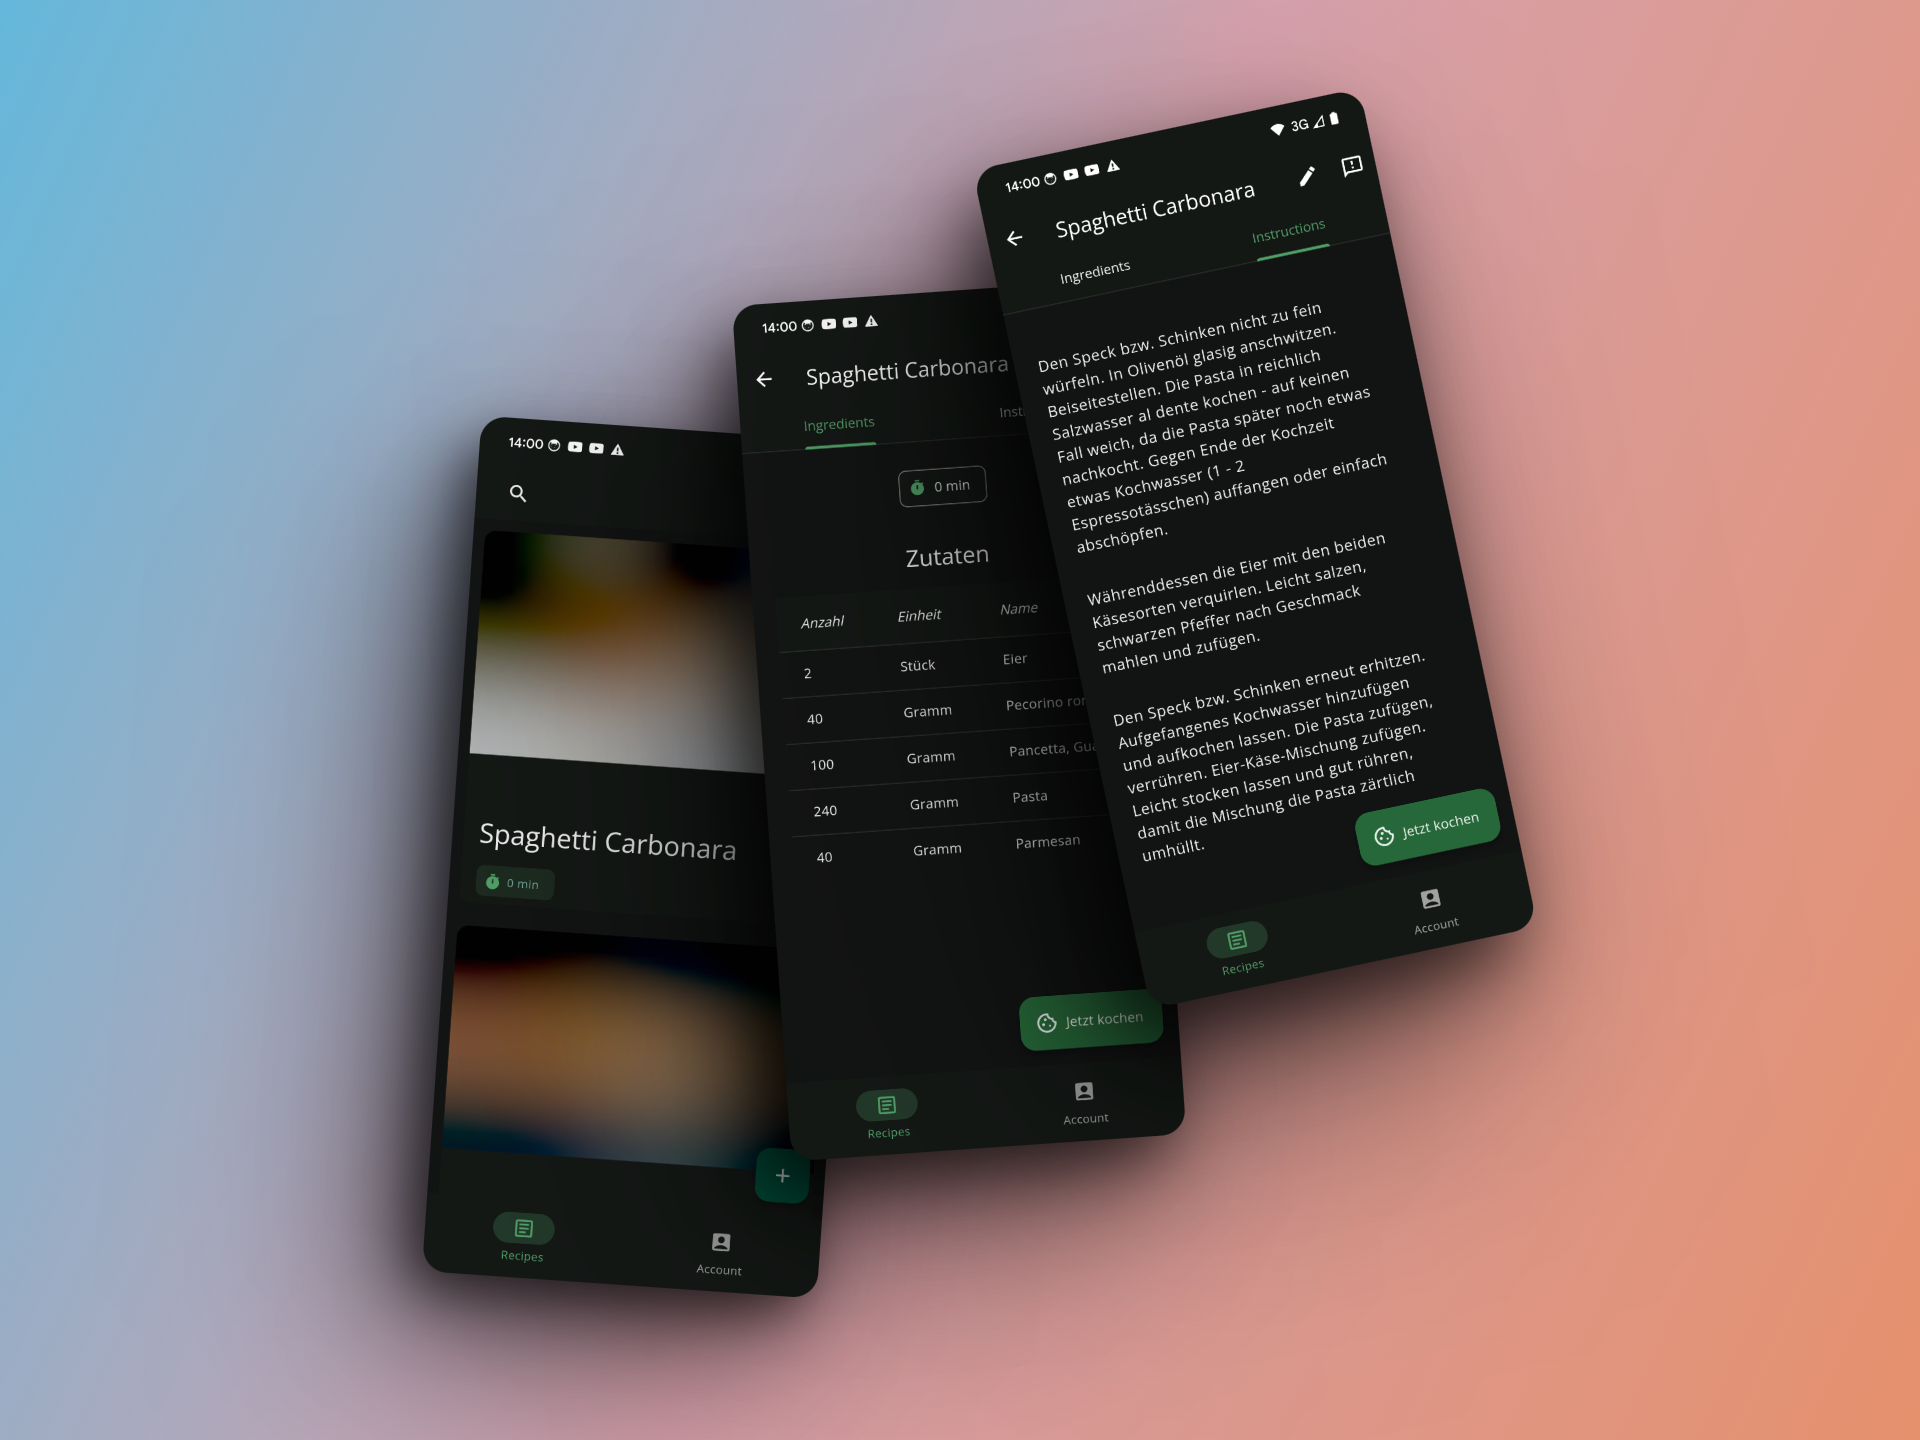 14:00
Spaghetti Carbonara
0 min
Recipes
Account
14:00
Spaghetti Carbonara
Ingredients
0 min
Zutaten
Anzahl Einheit Name
2 Stück Eier
40 Gramm Pecorino
100 Gramm Pancetta,
240 Gramm Pasta
40 Gramm Parmesan
Jetzt kochen
Recipes Account
14:00 3G
Spaghetti Carbonara
Ingredients Instructions
Den Speck bzw. Schinken nicht zu fein
würfeln. In Olivenöl glasig anschwitzen.
Beiseitestellen. Die Pasta in reichlich
Salzwasser al dente kochen - auf keinen
Fall weich, da die Pasta später noch etwas
nachkocht. Gegen Ende der Kochzeit
etwas Kochwasser (1 - 2
Espressotässchen) auffangen oder einfach
abschöpfen.
Währenddessen die Eier mit den beiden
Käsesorten verquirlen. Leicht salzen,
schwarzen Pfeffer nach Geschmack
mahlen und zufügen.
Den Speck bzw. Schinken erneut erhitzen.
Aufgefangenes Kochwasser hinzufügen
und aufkochen lassen. Die Pasta zufügen,
verrühren. Eier-Käse-Mischung zufügen.
Leicht stocken lassen und gut rühren,
damit die Mischung die Pasta zärtlich
umhüllt.
Jetzt kochen
Recipes Account